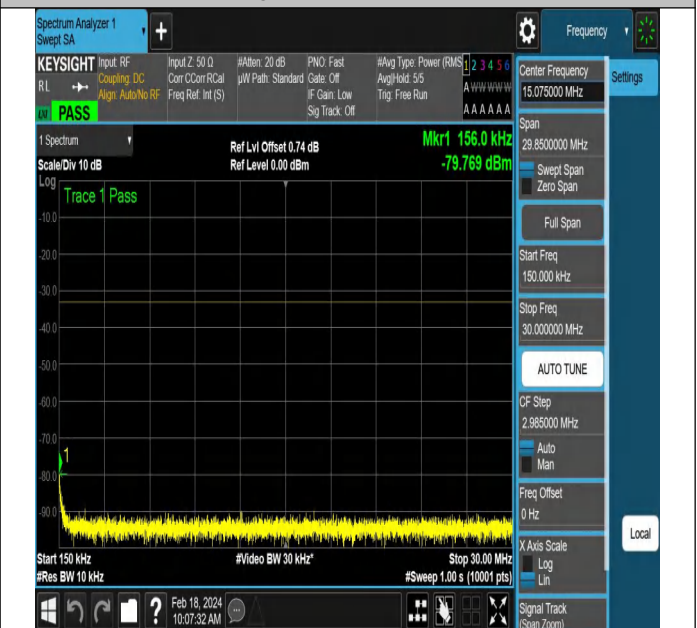 Spectrum Analyzer 1
Swept SA
Frequency
KEYSIGHT
RL
PASS
Input: RF
Coupling: DC
Align: Auto/No RF
Input Z: 50 Ω
Corr CCorr RCal
Freq Ref: Int (S)
#Atten: 20 dB
µW Path: Standard
PNO: Fast
Gate: Off
IF Gain: Low
Sig Track: Off
#Avg Type: Power (RMS
Avg|Hold: 5/5
Trig: Free Run
1 2 3 4 5 6
A W W W W W
A A A A A A
1 Spectrum
Scale/Div 10 dB
Ref Lvl Offset 0.74 dB
Ref Level 0.00 dBm
Mkr1 156.0 kHz
-79.769 dBm
Log
Trace 1 Pass
-10.0
-20.0
-30.0
-40.0
-50.0
-60.0
-70.0
1
-80.0
-90.0
Start 150 kHz
#Res BW 10 kHz
#Video BW 30 kHz*
Stop 30.00 MHz
#Sweep 1.00 s (10001 pts)
Feb 18, 2024
10:07:32 AM
Center Frequency
15.075000 MHz
Settings
Span
29.8500000 MHz
Swept Span
Zero Span
Full Span
Start Freq
150.000 kHz
Stop Freq
30.000000 MHz
AUTO TUNE
CF Step
2.985000 MHz
Auto
Man
Freq Offset
0 Hz
X Axis Scale
Log
Lin
Local
Signal Track
(Span Zoom)